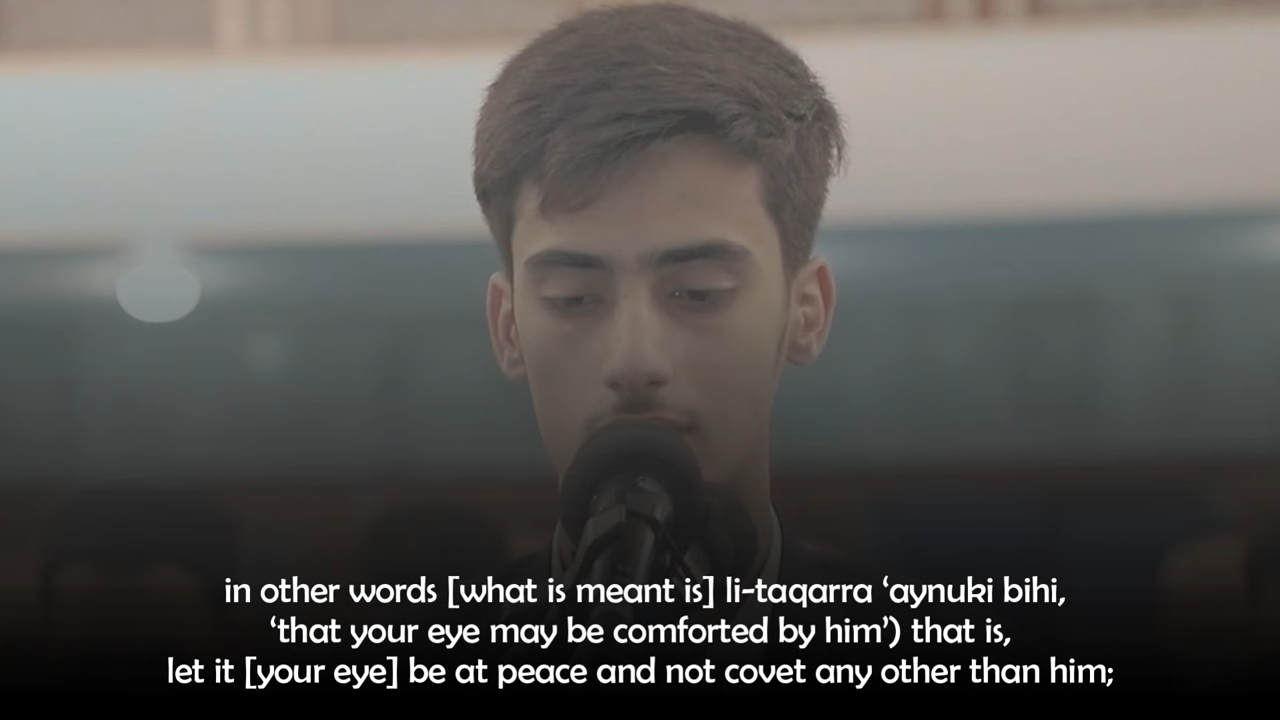 in other words [what is meant is] li-taqarra ‘aynuki bihi,
‘that your eye may be comforted by him’) that is,
let it [your eye] be at peace and not covet any other than him;